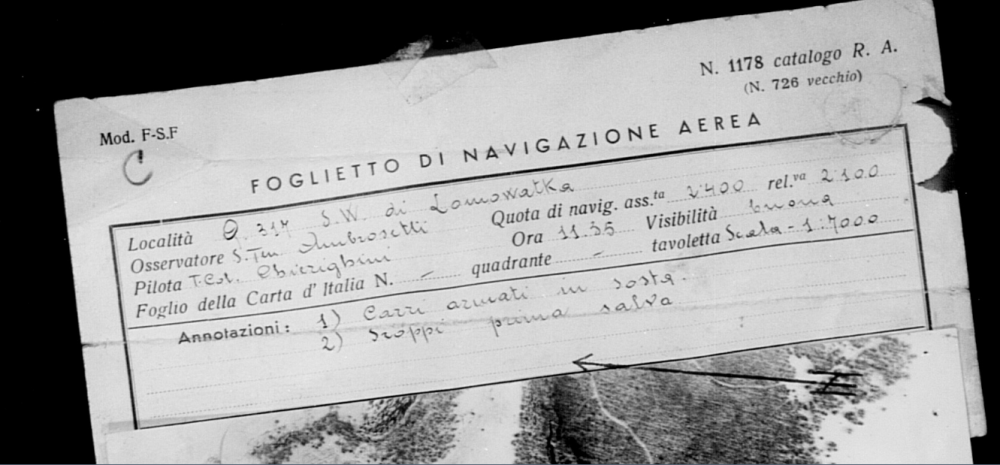 N. 1178 catalogo R. A.
(N. 726 vecchio)
Mod. F-S.F
FOGLIETTO DI NAVIGAZIONE AEREA
Località Q. 317 S.W. di Lomowatka Quota di navig. ass.ta 2400 rel.va 2100
Osservatore S.Ten Ambrosetti Ora 11.35 Visibilità buona
Pilota T.Col. Chierighini
Foglio della Carta d' Italia N. – quadrante – tavoletta Scala - 1:7000
Annotazioni: 1) Carri armati in sosta.
2) Scoppi prima salva